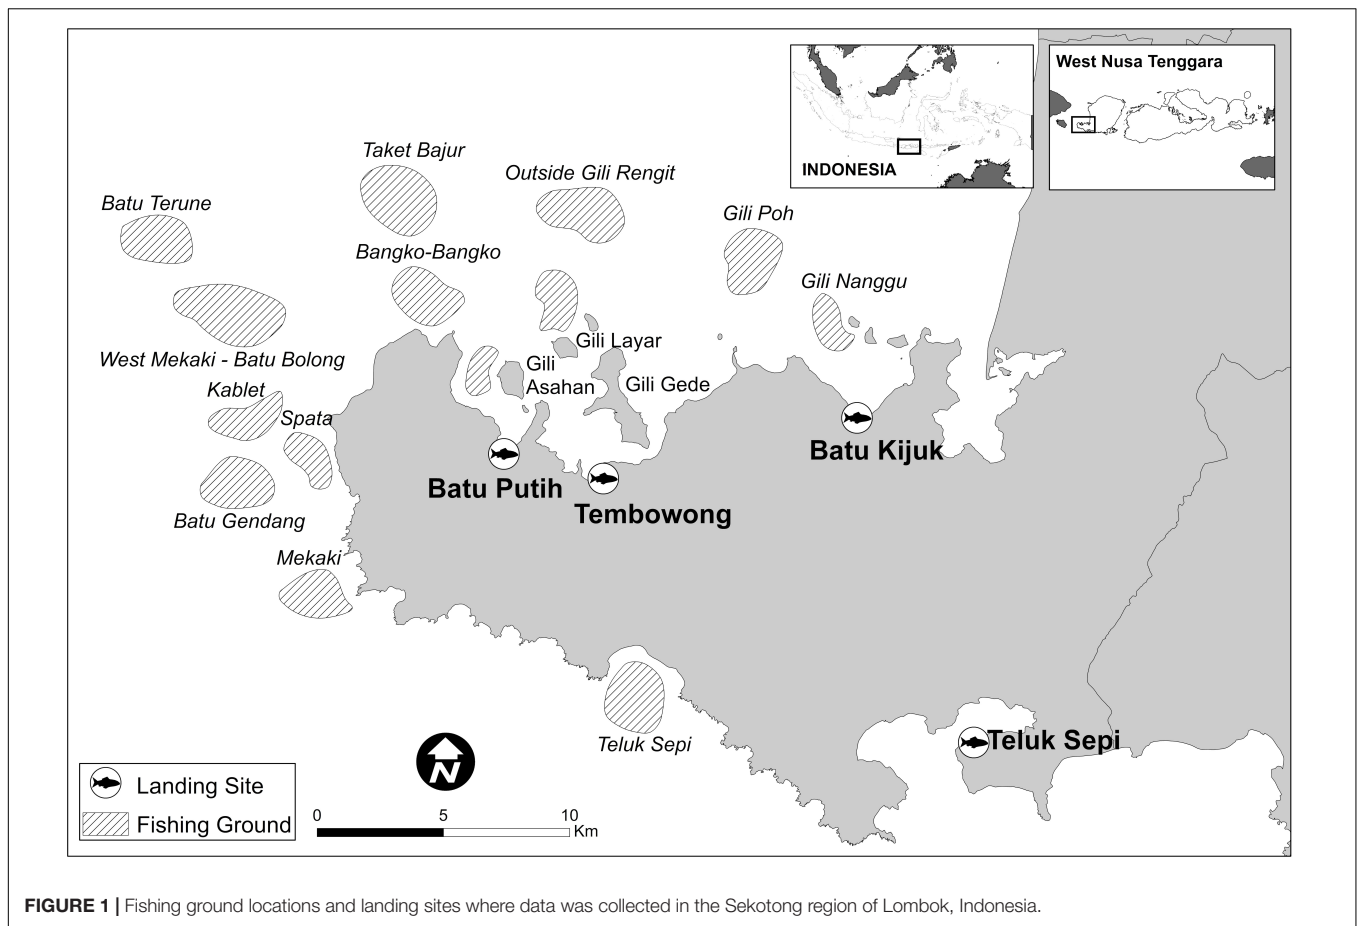 West Nusa Tenggara
INDONESIA
Taket Bajur
Outside Gili Rengit
Batu Terune
Gili Poh
Bangko-Bangko
Gili Nanggu
Gili Layar
West Mekaki - Batu Bolong
Gili
Asahan
Gili Gede
Kablet
Spata
Batu Kijuk
Batu Putih
Tembowong
Batu Gendang
Mekaki
Teluk Sepi
Teluk Sepi
N
Landing Site
Fishing Ground
0 5 10
Km
FIGURE 1 | Fishing ground locations and landing sites where data was collected in the Sekotong region of Lombok, Indonesia.